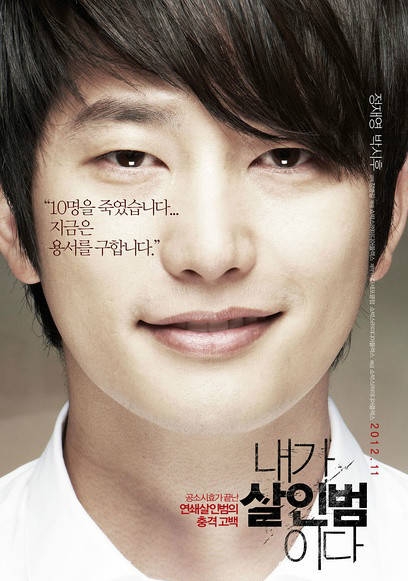 정재영 박시후
“10명을 죽였습니다...
지금은
용서를 구합니다.”
2012.11
내가
살인범
이다
공소시효가 끝난
연쇄살인범의
충격 고백